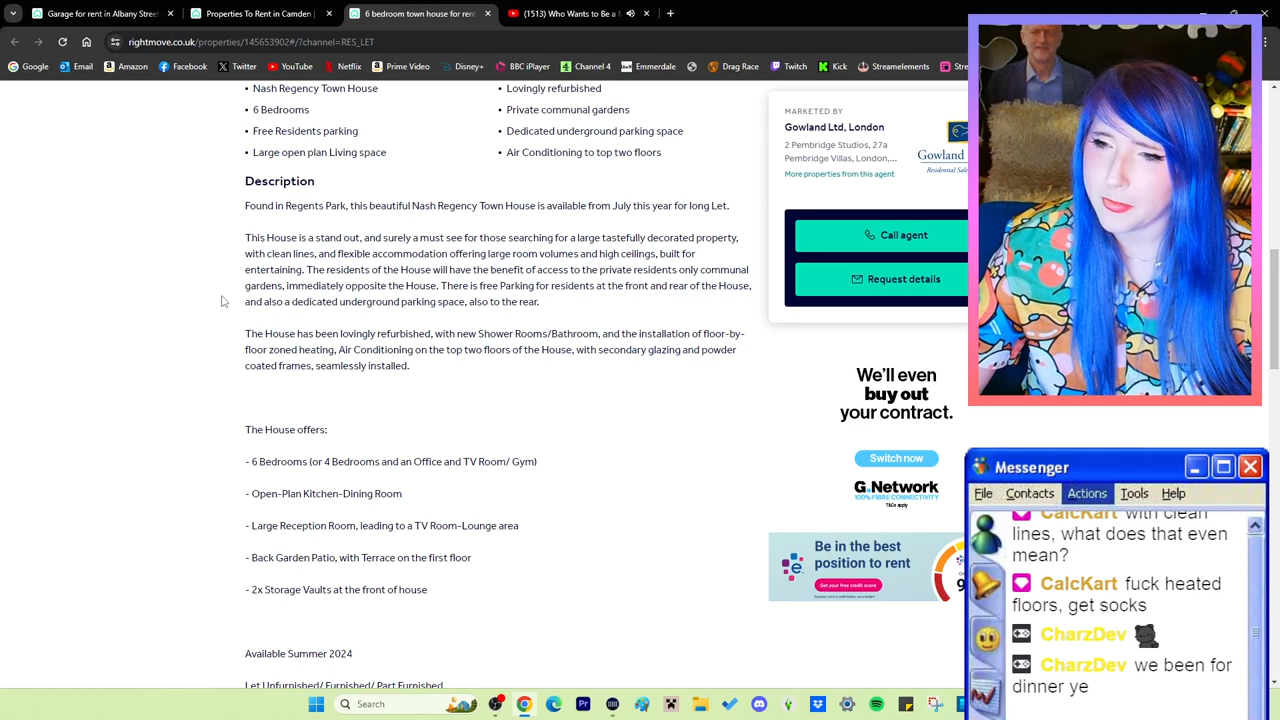 Garden for rent in Albany Street
Properties To Rent in Camden
6 bedroom town house for rent
(1513) Who Wants to Be a
rightmove.co.uk/properties/145653902#/?channel=RES_LET
Google Email Amazon Facebook Twitter YouTube Netflix Prime Video Disney+ BBC iPlayer Channel 4 Emmerdale Drag Race Twitch Kick Streamelements
• Nash Regency Town House
• Lovingly refurbished
• 6 Bedrooms
• Private communal gardens
• Free Residents parking
• Dedicated underground parking space
• Large open plan Living space
• Air Conditioning to top two floors
Description
Found in Regents Park, this beautiful Nash Regency Town House is available from July this year for long Let.
This House is a stand out, and surely a must see for those searching for a large tastefully decorated property,
with clean lines, and flexible accommodation offering large room volumes and high ceilings, built for
entertaining. The residents of the House will have the benefit of access to the private residents only communal
gardens, immediately opposite the House. There is free Parking for residents at the front and rear of the House,
and also a dedicated underground parking space, also to the rear.
The House has been lovingly refurbished, with new Shower Rooms/Bathroom, and the installation of floor-by-
floor zoned heating, Air Conditioning on the top two floors of the House, with secondary glazing and powder
coated frames, seamlessly installed.
The House offers:
- 6 Bedrooms (or 4 Bedrooms and an Office and TV Room/ Gym)
- Open-Plan Kitchen-Dining Room
- Large Reception Room, leading to a TV Room-Lounge area
- Back Garden Patio, with Terrace on the first floor
- 2x Storage Vaults at the front of house
Available Summer 2024
Let Unfurnished/ Furnished/ Part Furnished
MARKETED BY
Gowland Ltd, London
2 Pembridge Studios, 27a
Pembridge Villas, London,...
More properties from this agent
Gowland
Residential Sale
Call agent
Request details
We'll even
buy out
your contract.
Switch now
G.Network
100% FIBRE CONNECTIVITY
T&Cs apply
Be in the best
position to rent
Get your free credit score
9
Messenger
File Contacts Actions Tools Help
CalcKart with clean
lines, what does that even
mean?
CalcKart fuck heated
floors, get socks
CharzDev
CharzDev we been for
dinner ye
Search
Pr